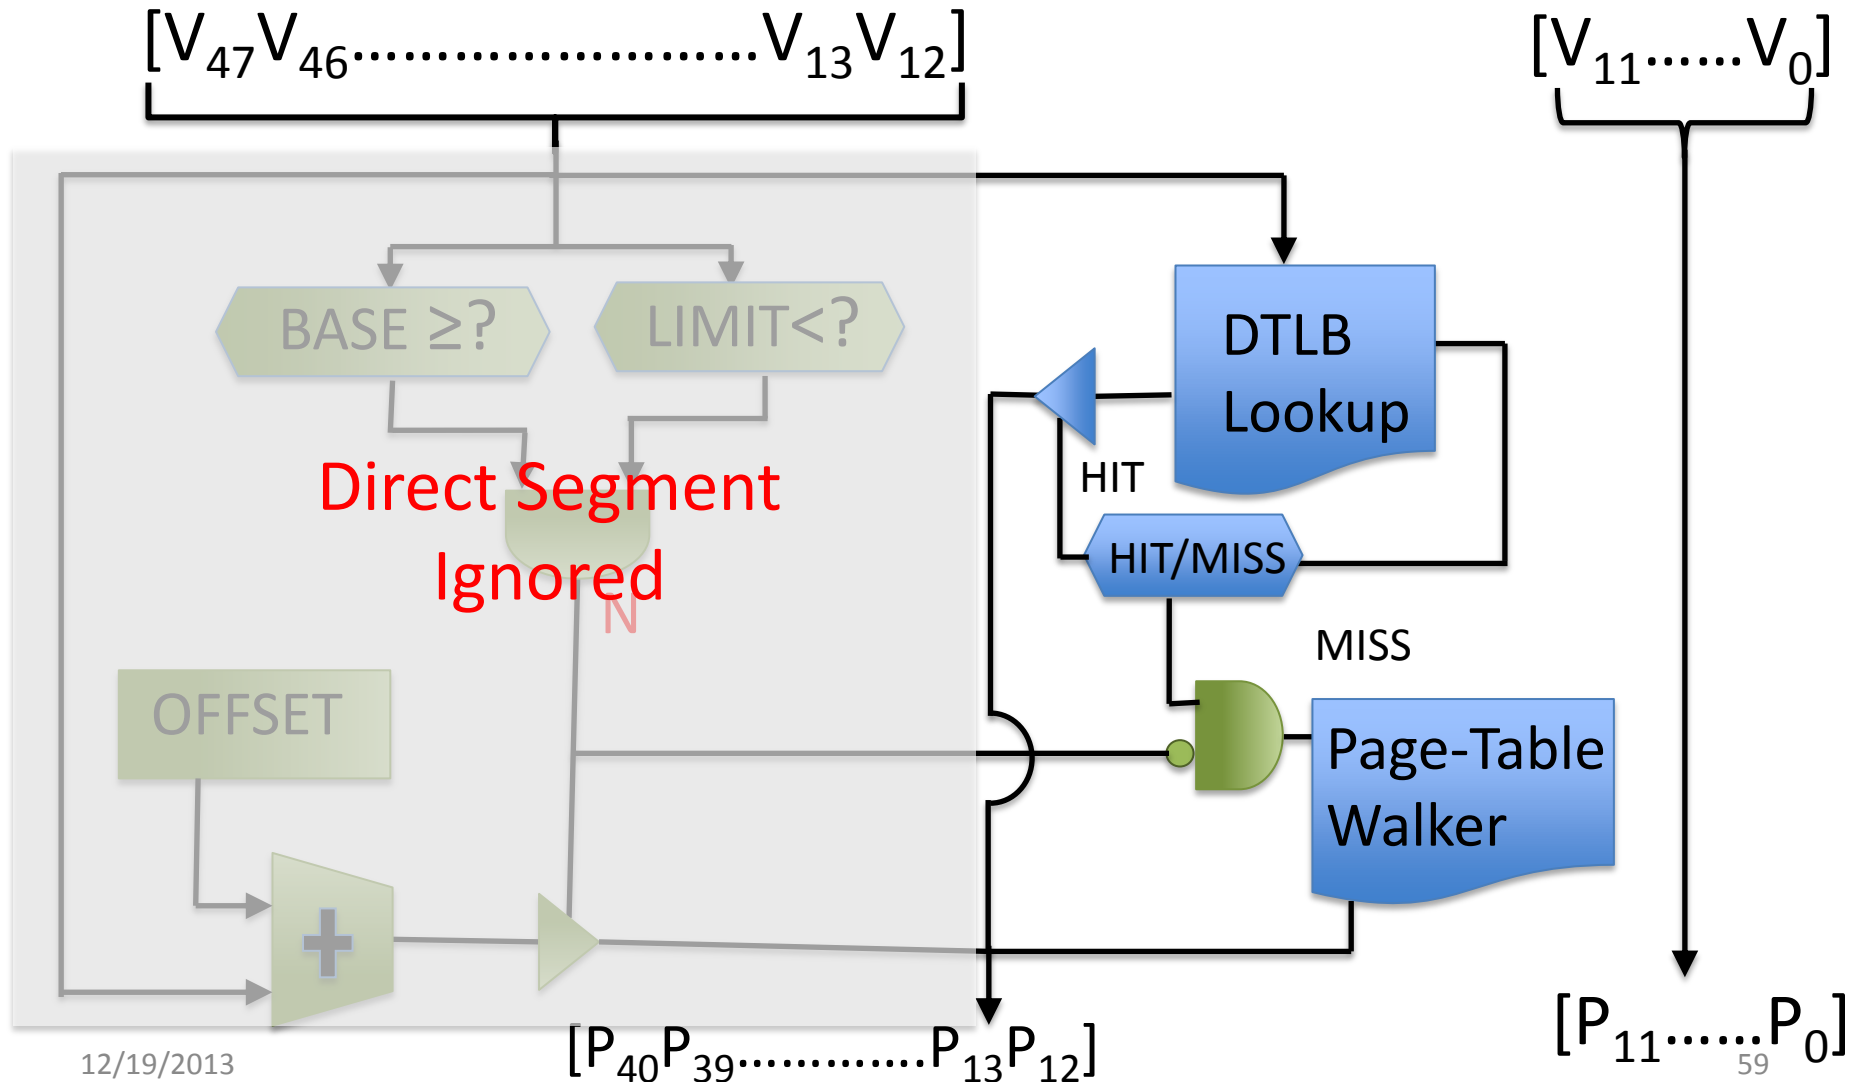 [V47V46........................V13V12]
[V11......V0]
BASE ≥?
LIMIT<?
DTLB
Lookup
HIT
Direct Segment
Ignored
N
HIT/MISS
MISS
OFFSET
Page-Table
Walker
+
[P40P39..............P13P12]
[P11......P0]
12/19/2013
59